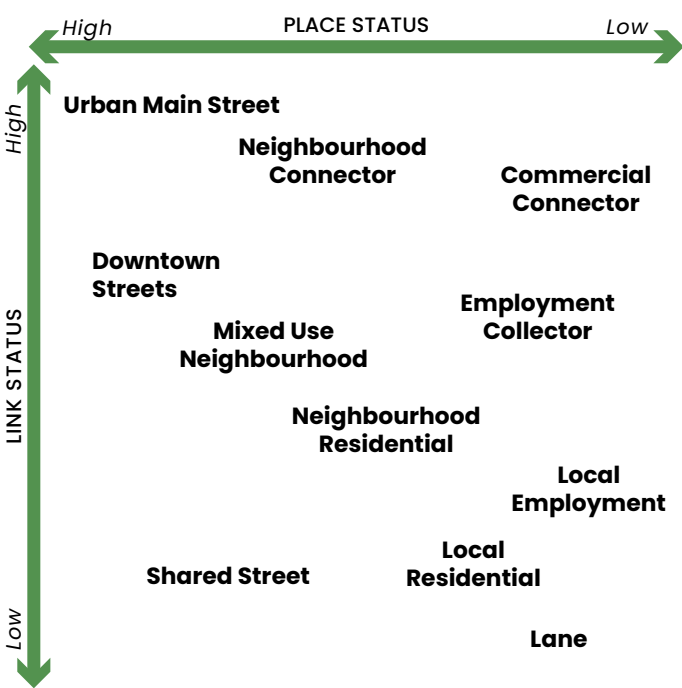 High
PLACE STATUS
Low
High
LINK STATUS
Low
Urban Main Street
Neighbourhood
Connector
Commercial
Connector
Downtown
Streets
Employment
Collector
Mixed Use
Neighbourhood
Neighbourhood
Residential
Local
Employment
Local
Residential
Shared Street
Lane